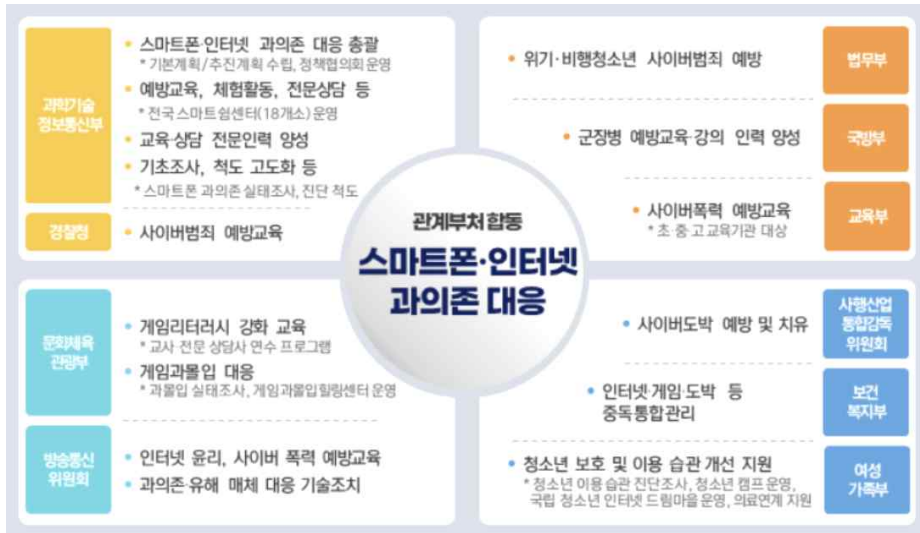 과학기술
정보통신부
• 스마트폰·인터넷 과의존 대응 총괄
* 기본계획/추진계획 수립, 정책협의회 운영
• 예방교육, 체험활동, 전문상담 등
* 전국 스마트쉼센터(18개소) 운영
• 교육·상담 전문인력 양성
• 기초조사, 척도 고도화 등
* 스마트폰 과의존 실태조사, 진단 척도
경찰청
• 사이버범죄 예방교육
• 위기·비행청소년 사이버범죄 예방
법무부
• 군장병 예방교육·강의 인력 양성
국방부
• 사이버폭력 예방교육
* 초·중·고 교육기관 대상
교육부
관계부처 합동
스마트폰·인터넷
과의존 대응
문화체육
관광부
• 게임리터러시 강화 교육
* 교사·전문 상담사 연수 프로그램
• 게임과몰입 대응
* 과몰입 실태조사, 게임과몰입힐링센터 운영
방송통신
위원회
• 인터넷 윤리, 사이버 폭력 예방교육
• 과의존·유해 매체 대응 기술조치
• 사이버도박 예방 및 치유
사행산업
통합감독
위원회
• 인터넷·게임·도박 등
중독통합관리
보건
복지부
• 청소년 보호 및 이용 습관 개선 지원
* 청소년 이용습관 진단조사, 청소년 캠프 운영,
국립 청소년 인터넷 드림마을 운영, 의료연계 지원
여성
가족부